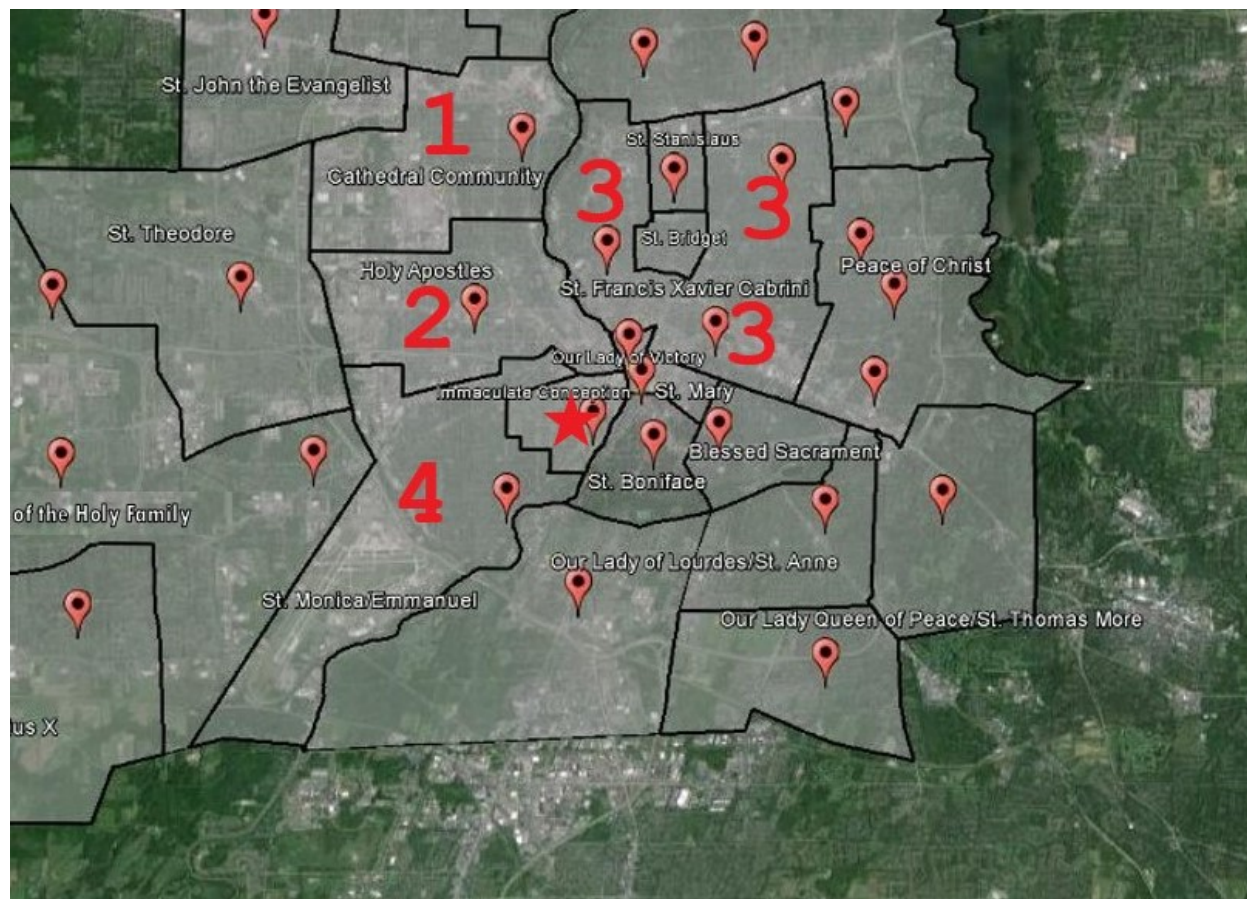 St. John the Evangelist
1
St. Stanislaus
Cathedral Community
3
3
St. Theodore
St. Bridget
Holy Apostles
Peace of Christ
St. Francis Xavier Cabrini
2
3
Our Lady of Victory
Immaculate Conception
St. Mary
Blessed Sacrament
St. Boniface
4
of the Holy Family
Our Lady of Lourdes/St. Anne
St. Monica/Emmanuel
Our Lady Queen of Peace/St. Thomas More
us X